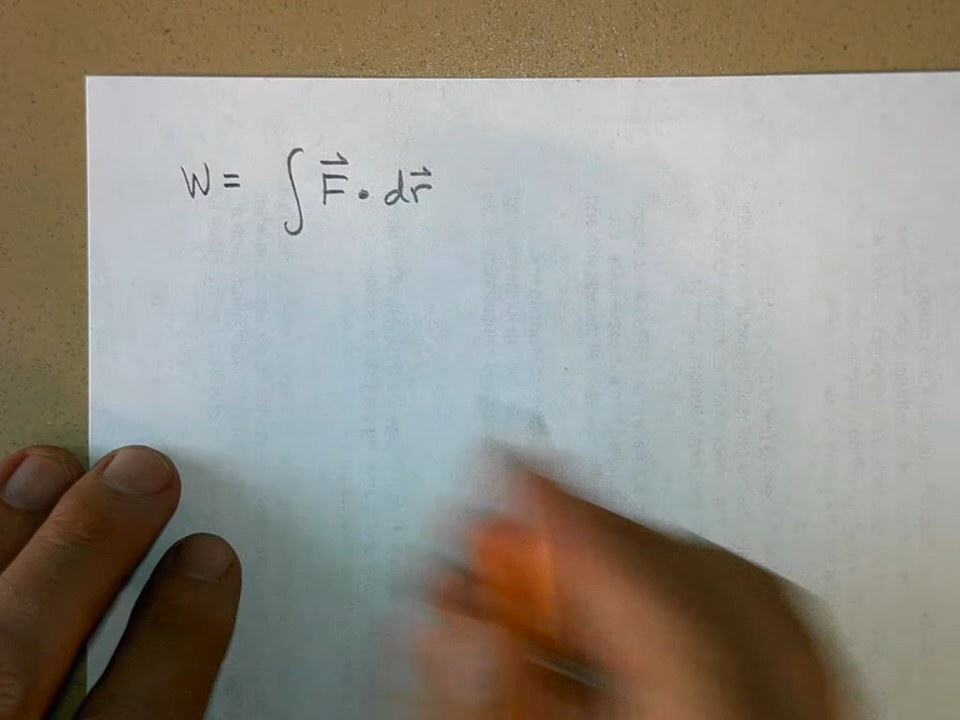 W = ∫ F⃗ • dr⃗